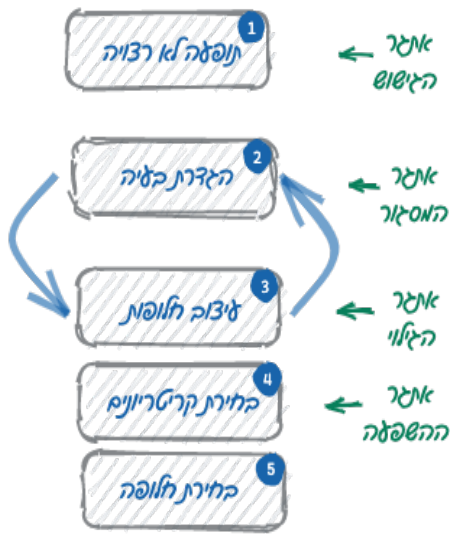 1
תופעה לא רצויה
אתגר
הגישוש
2
הגדרת בעיה
אתגר
המסגור
3
עיצוב חלופות
אתגר
הגילוי
4
בחירת קריטריונים
אתגר
ההשפעה
5
בחירת חלופה